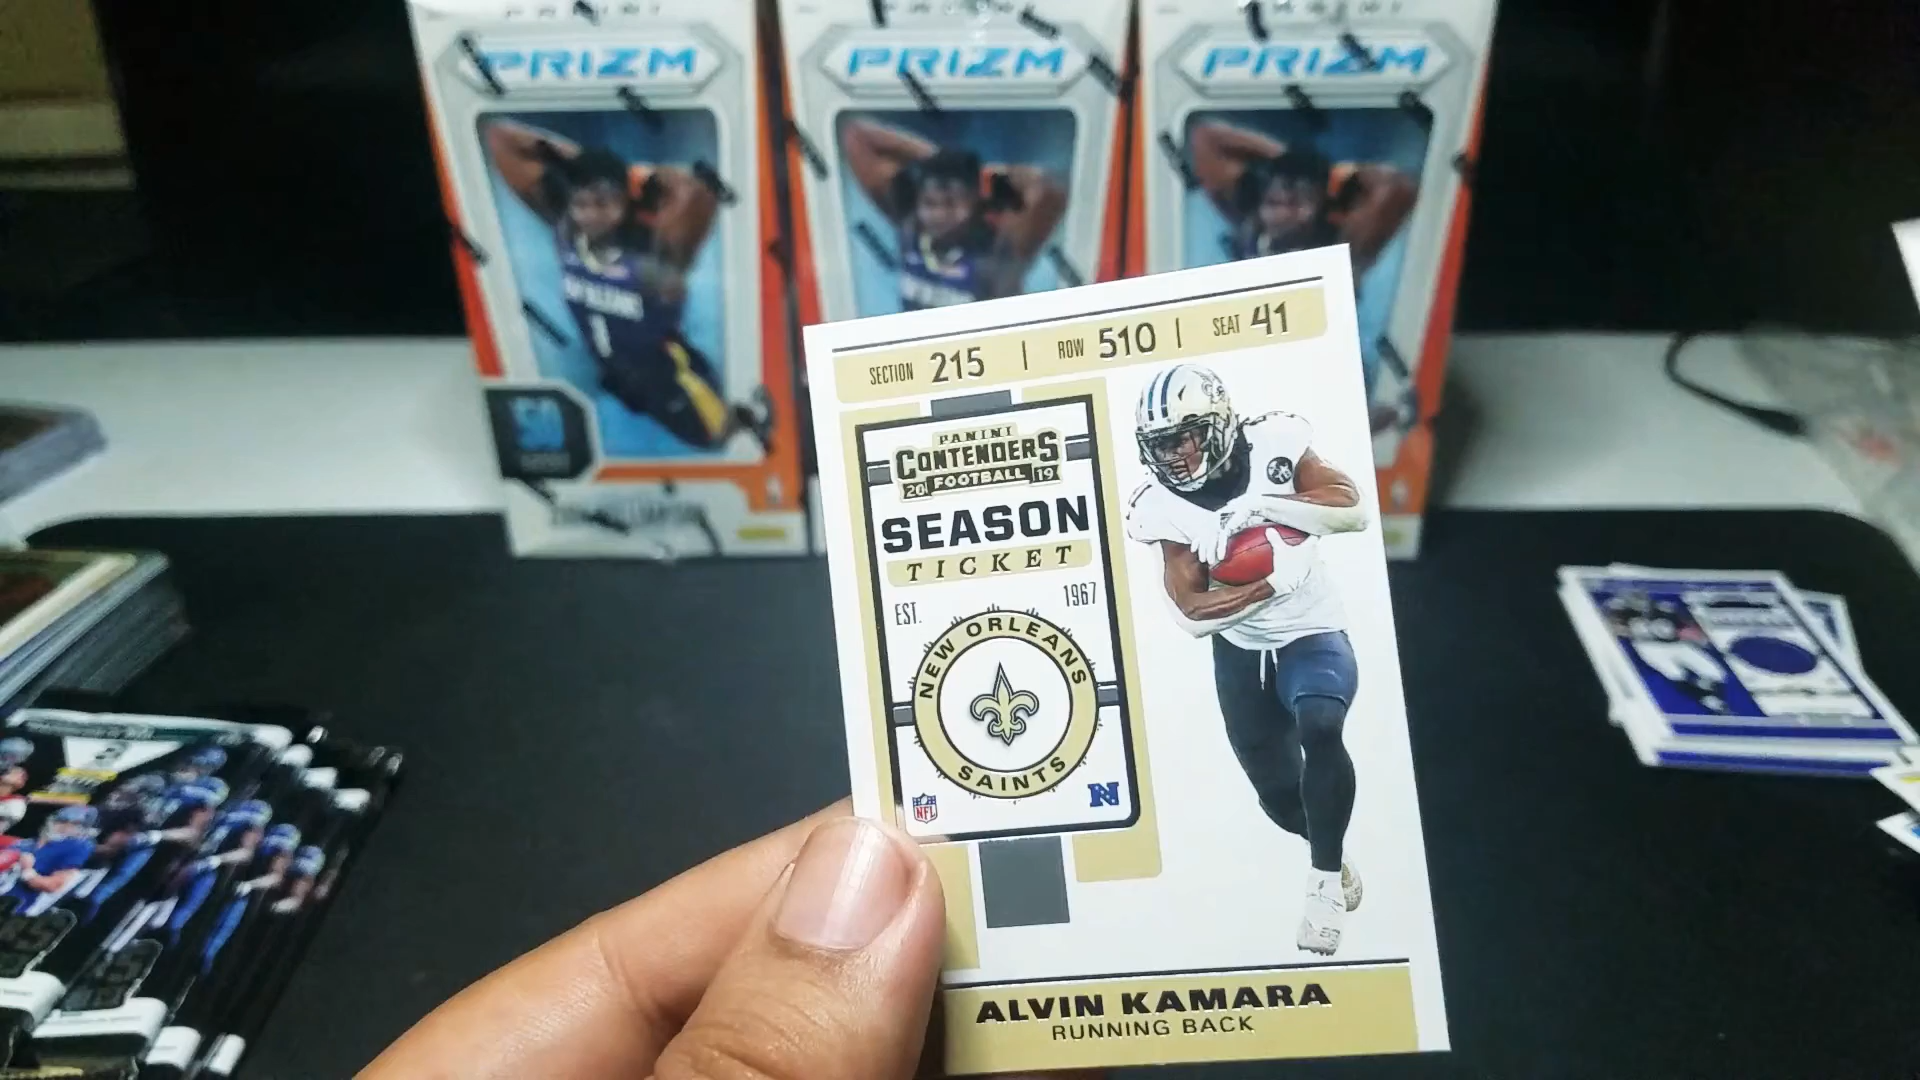 PRIZM
PRIZM
PRIZM
SECTION 215 | ROW 510 | SEAT 41
PANINI
CONTENDERS
20 FOOTBALL 19
SEASON
TICKET
EST. 1967
NEW ORLEANS
SAINTS
NFL
N
ALVIN KAMARA
RUNNING BACK